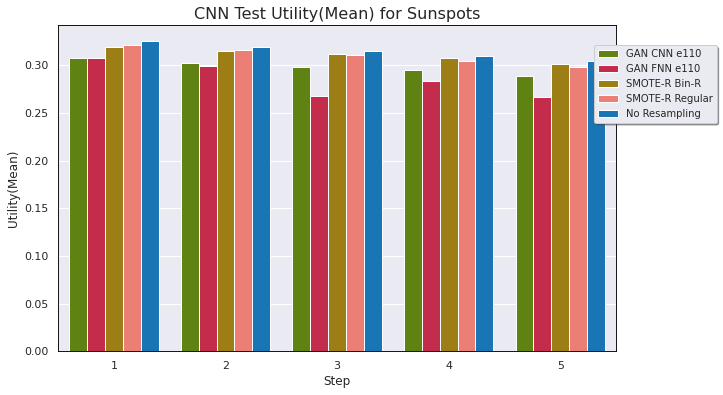 CNN Test Utility(Mean) for Sunspots
GAN CNN e110
GAN FNN e110
SMOTE-R Bin-R
SMOTE-R Regular
No Resampling
Utility(Mean)
0.30
0.25
0.20
0.15
0.10
0.05
0.00
1 2 3 4 5
Step